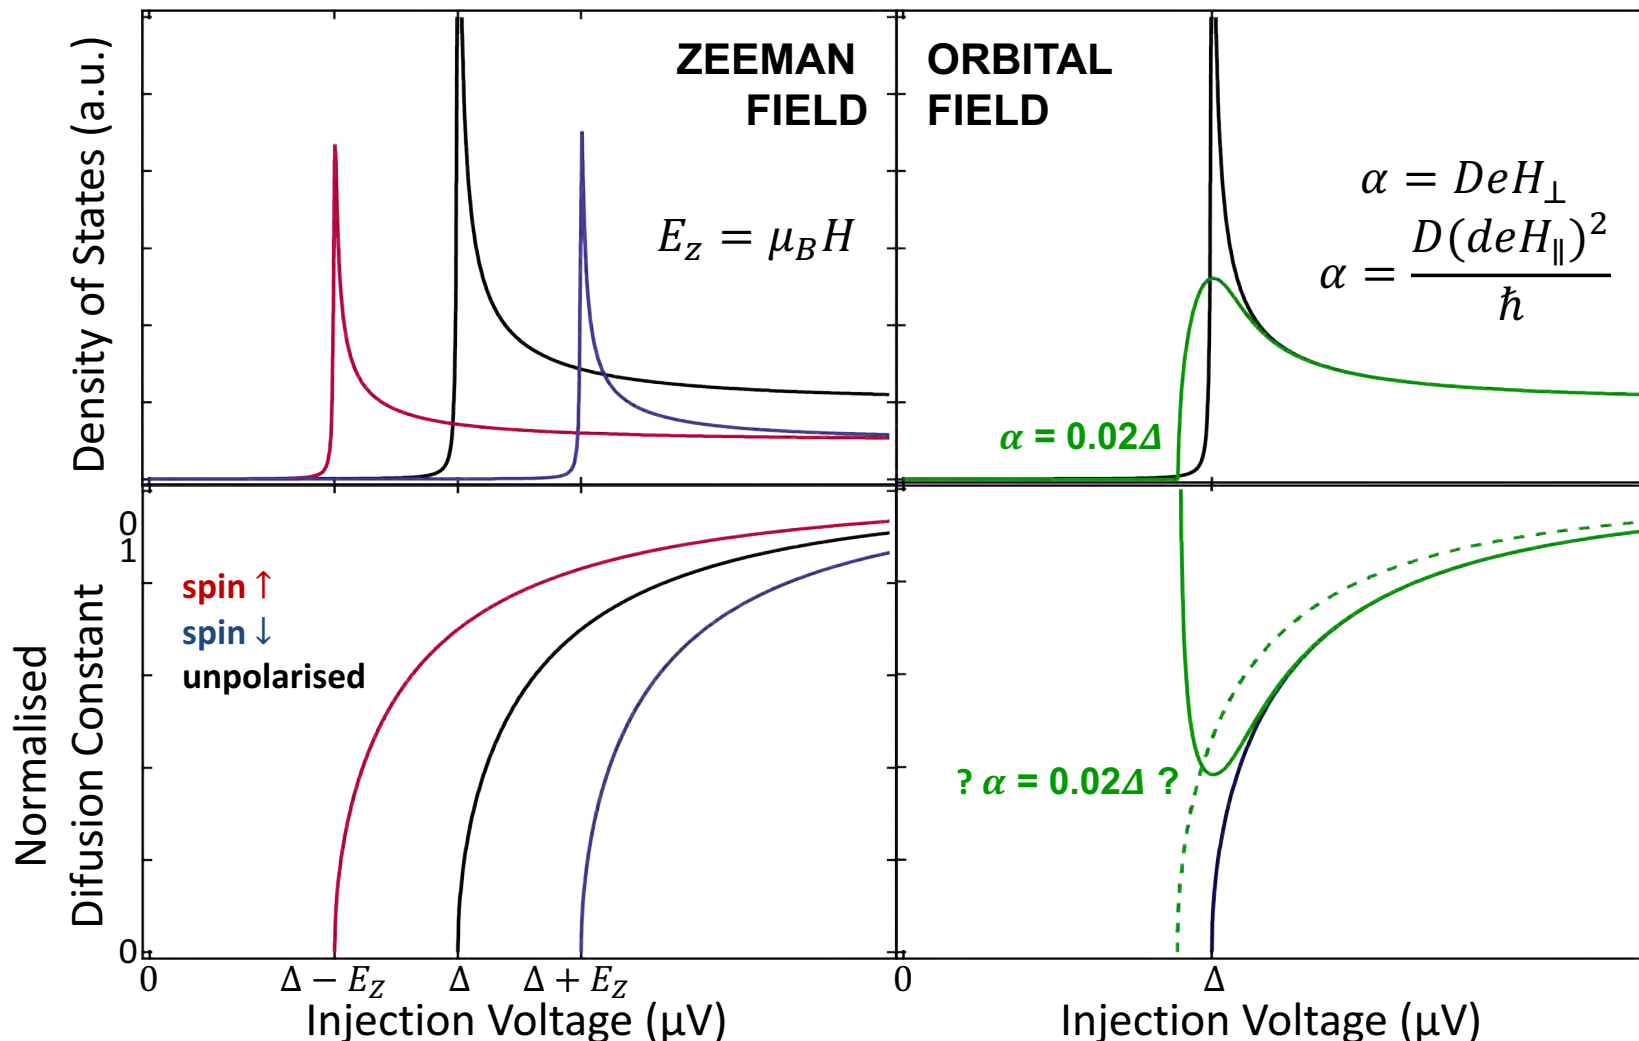 Density of States (a.u.)
ZEEMAN
FIELD
E_z = μ_B H
ORBITAL
FIELD
α = DeH_⊥
α = D(deH_∥)² / ħ
α = 0.02Δ
0
1
Normalised
Difusion Constant
spin ↑
spin ↓
unpolarised
? α = 0.02Δ ?
0
0
Δ − E_Z
Δ
Δ + E_Z
0
Δ
Injection Voltage (μV)
Injection Voltage (μV)